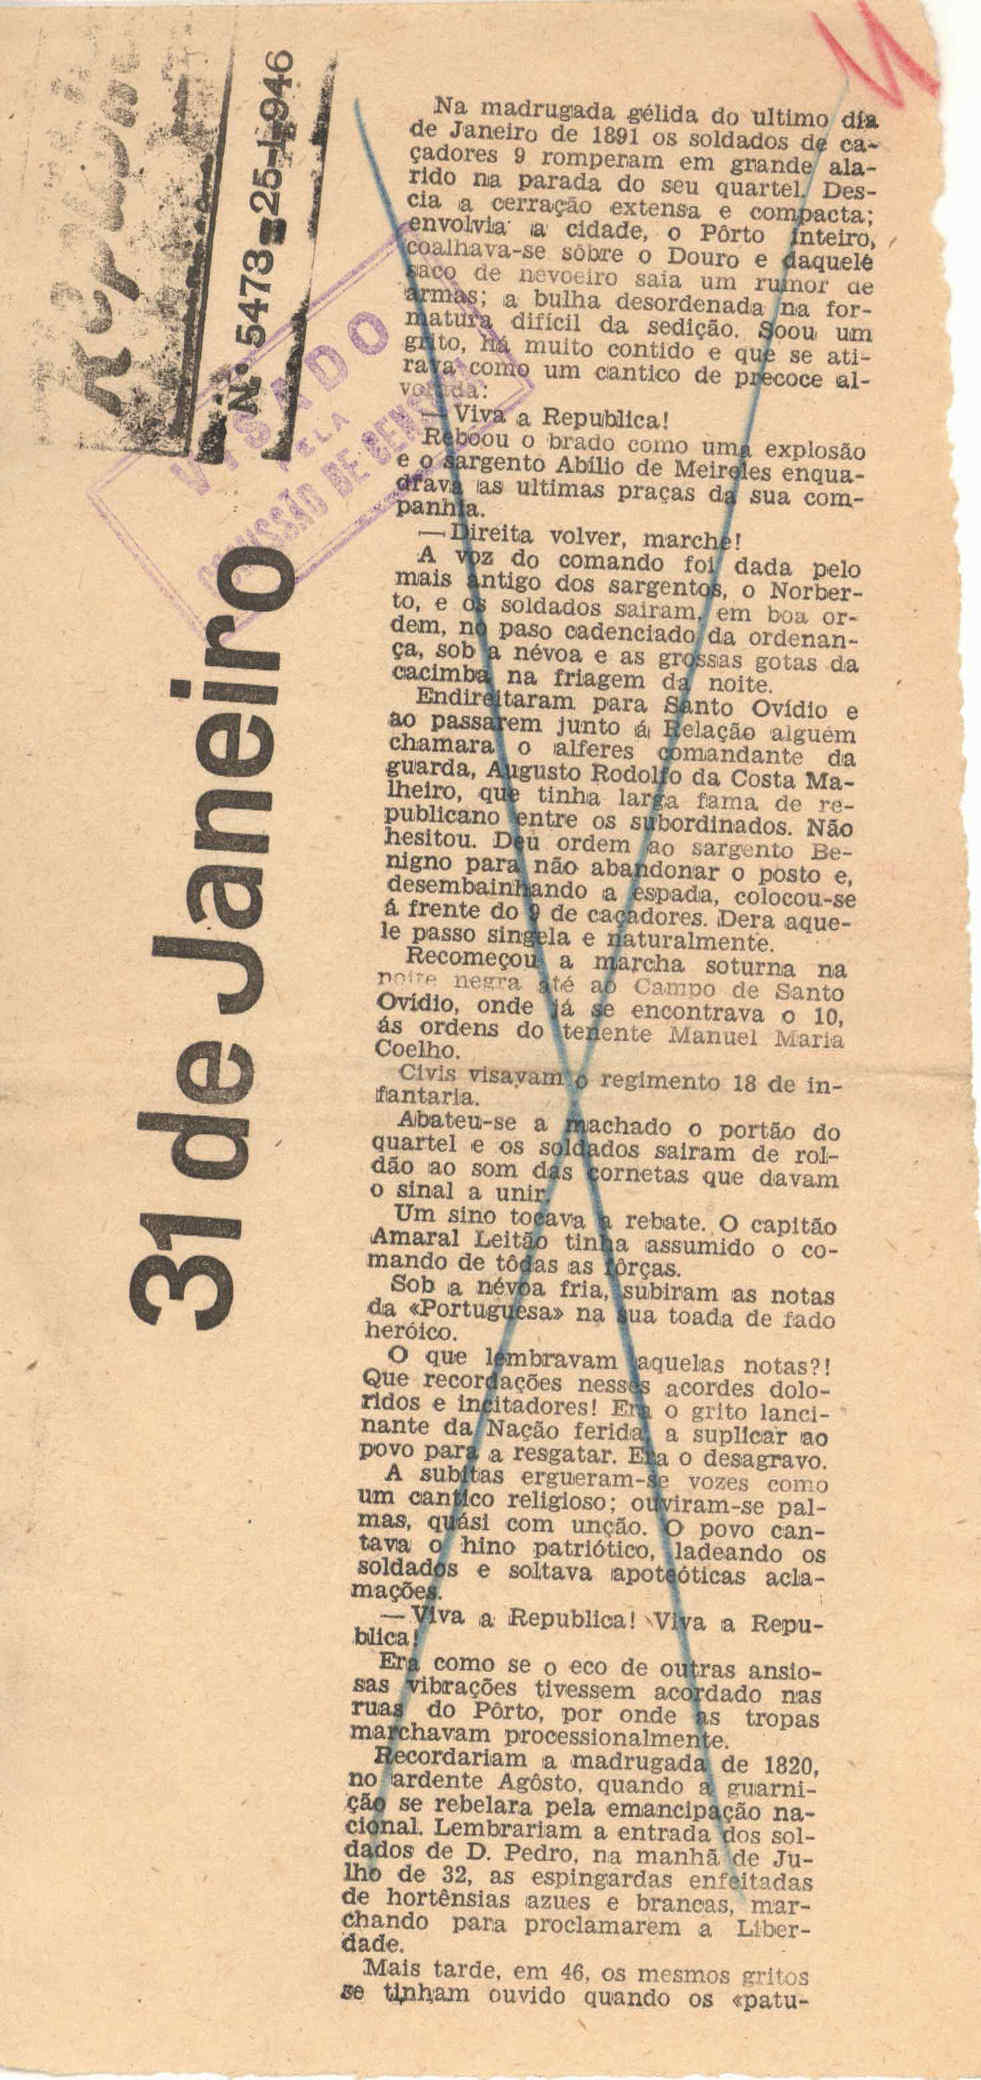 República
N.º 5473 - 25-1-946
VISADO
PELA
COMISSÃO DE CENSURA
31 de Janeiro
Na madrugada gélida do ultimo dia
de Janeiro de 1891 os soldados de ca-
çadores 9 romperam em grande ala-
rido na parada do seu quartel. Des-
cia a cerração extensa e compacta;
envolvia a cidade, o Pôrto inteiro,
coalhava-se sôbre o Douro e daquele
saco de nevoeiro saia um rumor de
armas; a bulha desordenada na for-
matura difícil da sedição. Soou um
grito, há muito contido e que se ati-
rava como um cantico de precoce al-
vorada:
— Viva a Republica!
Reboou o brado como uma explosão
e o sargento Abílio de Meireles enqua-
drava as ultimas praças da sua com-
panhia.
— Direita volver, marche!
A voz do comando foi dada pelo
mais antigo dos sargentos, o Norber-
to, e os soldados sairam, em boa or-
dem, no paso cadenciado da ordenan-
ça, sob a névoa e as grossas gotas da
cacimba na friagem da noite.
Endireitaram para Santo Ovídio e
ao passarem junto á Relação alguém
chamara o alferes comandante da
guarda, Augusto Rodolfo da Costa Ma-
lheiro, que tinha larga fama de re-
publicano entre os subordinados. Não
hesitou. Deu ordem ao sargento Be-
nigno para não abandonar o posto e,
desembainhando a espada, colocou-se
á frente do 9 de caçadores. Dera aque-
le passo singela e naturalmente.
Recomeçou a marcha soturna na
noite negra até ao Campo de Santo
Ovídio, onde já se encontrava o 10,
ás ordens do tenente Manuel Maria
Coelho.
Civis visavam o regimento 18 de in-
fantaria.
Abateu-se a machado o portão do
quartel e os soldados sairam de rol-
dão ao som das cornetas que davam
o sinal a unir.
Um sino tocava a rebate. O capitão
Amaral Leitão tinha assumido o co-
mando de tôdas as fôrças.
Sob a névoa fria, subiram as notas
da «Portuguesa» na sua toada de fado
heróico.
O que lembravam aquelas notas?!
Que recordações nesses acordes dolo-
ridos e incitadores! Era o grito lanci-
nante da Nação ferida, a suplicar ao
povo para a resgatar. Era o desagravo.
A subitas ergueram-se vozes como
um cantico religioso; ouviram-se pal-
mas, quási com unção. O povo can-
tava o hino patriótico, ladeando os
soldados e soltava apoteóticas acla-
mações.
— Viva a Republica! Viva a Repu-
blica!
Era como se o eco de outras ansio-
sas vibrações tivessem acordado nas
ruas do Pôrto, por onde as tropas
marchavam processionalmente.
Recordariam a madrugada de 1820,
no ardente Agôsto, quando a guarni-
ção se rebelara pela emancipação na-
cional. Lembrariam a entrada dos sol-
dados de D. Pedro, na manhã de Ju-
lho de 32, as espingardas enfeitadas
de hortênsias azues e brancas, mar-
chando para proclamarem a Liber-
dade.
Mais tarde, em 46, os mesmos gritos
se tinham ouvido quando os «patu-